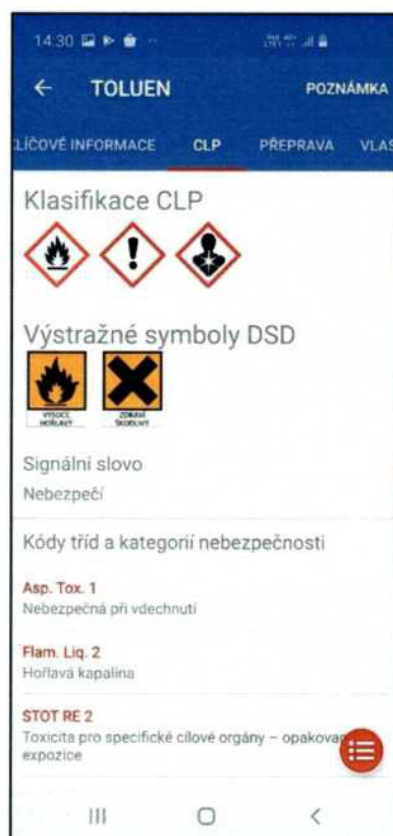 14.30
TOLUEN
POZNÁMKA
LÍČOVÉ INFORMACE
CLP
PŘEPRAVA
VLAS
Klasifikace CLP
Výstražné symboly DSD
VYSOCE
HOŘLAVÝ
ZDRAVÍ
ŠKODLIVÝ
Signální slovo
Nebezpečí
Kódy tříd a kategorií nebezpečnosti
Asp. Tox. 1
Nebezpečná při vdechnutí
Flam. Liq. 2
Hořlavá kapalina
STOT RE 2
Toxicita pro specifické cílové orgány – opakovan
expozice